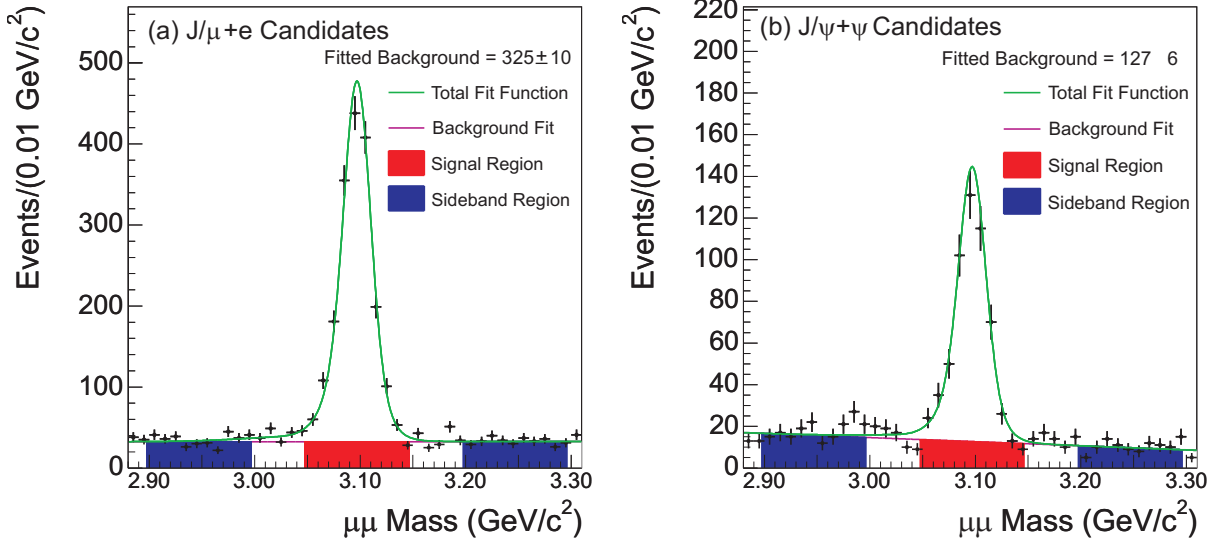 (a) J/μ+e Candidates
Fitted Background = 325±10
Total Fit Function
Background Fit
Signal Region
Sideband Region
Events/(0.01 GeV/c²)
500
400
300
200
100
0
2.90 3.00 3.10 3.20 3.30
μμ Mass (GeV/c²)
(b) J/ψ+ψ Candidates
Fitted Background = 127 6
Total Fit Function
Background Fit
Signal Region
Sideband Region
Events/(0.01 GeV/c²)
220
200
180
160
140
120
100
80
60
40
20
0
2.90 3.00 3.10 3.20 3.30
μμ Mass (GeV/c²)